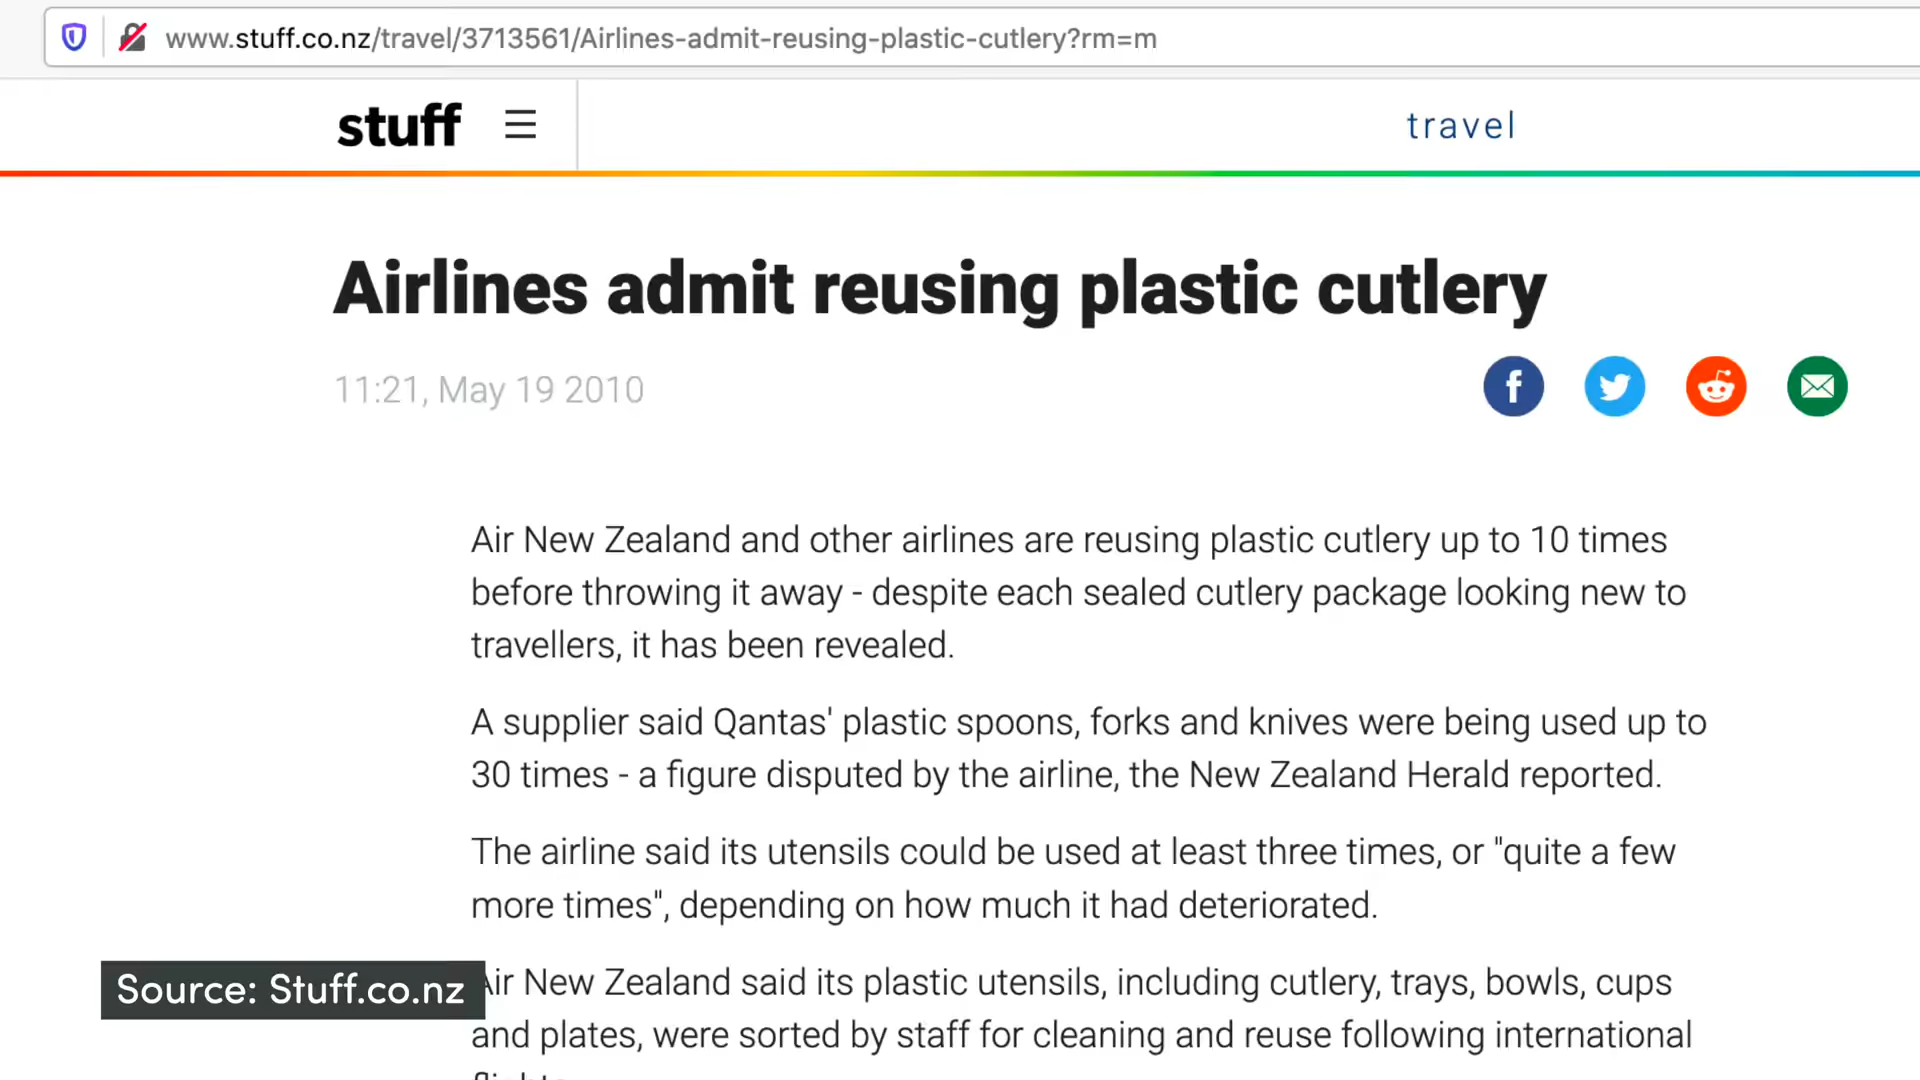 www.stuff.co.nz/travel/3713561/Airlines-admit-reusing-plastic-cutlery?rm=m
stuff
travel
Airlines admit reusing plastic cutlery
11:21, May 19 2010
Air New Zealand and other airlines are reusing plastic cutlery up to 10 times
before throwing it away - despite each sealed cutlery package looking new to
travellers, it has been revealed.
A supplier said Qantas' plastic spoons, forks and knives were being used up to
30 times - a figure disputed by the airline, the New Zealand Herald reported.
The airline said its utensils could be used at least three times, or "quite a few
more times", depending on how much it had deteriorated.
Source: Stuff.co.nz
Air New Zealand said its plastic utensils, including cutlery, trays, bowls, cups
and plates, were sorted by staff for cleaning and reuse following international